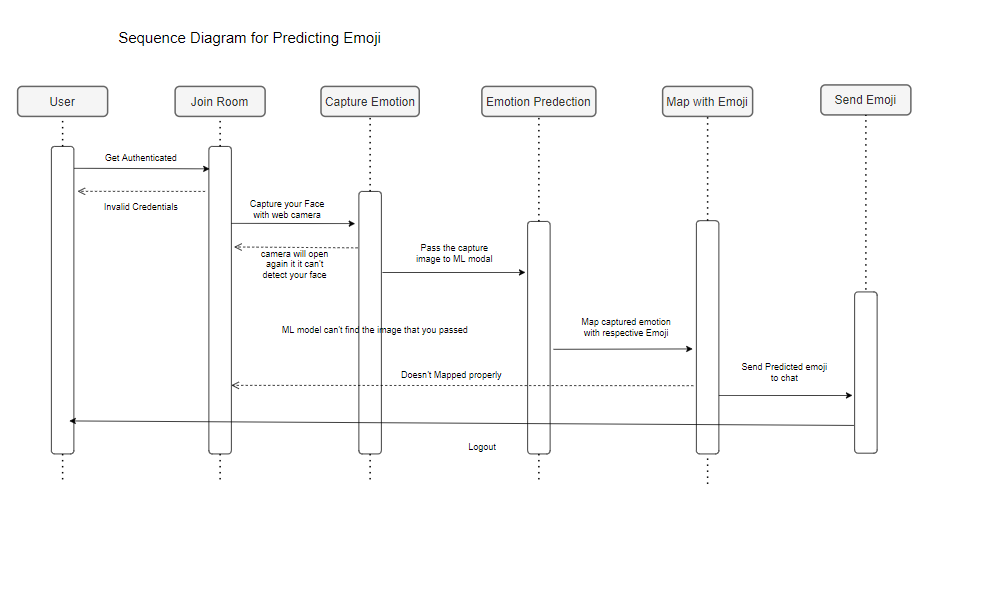 Sequence Diagram for Predicting Emoji
User
Join Room
Capture Emotion
Emotion Predection
Map with Emoji
Send Emoji
Get Authenticated
Invalid Credentials
Capture your Face
with web camera
camera will open
again it it can't
detect your face
Pass the capture
image to ML modal
ML model can't find the image that you passed
Map captured emotion
with respective Emoji
Doesn't Mapped properly
Send Predicted emoji
to chat
Logout